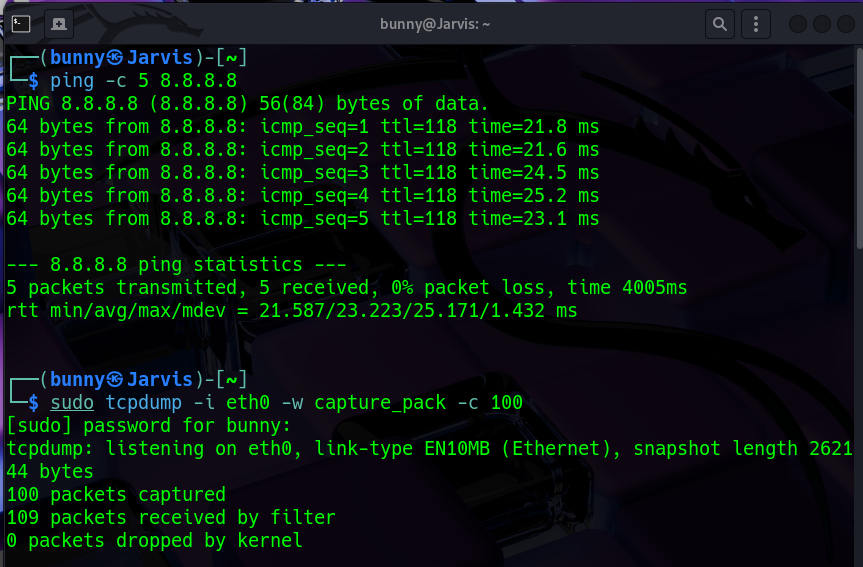 bunny@Jarvis: ~
┌──(bunny㉿Jarvis)-[~]
└─$ ping -c 5 8.8.8.8
PING 8.8.8.8 (8.8.8.8) 56(84) bytes of data.
64 bytes from 8.8.8.8: icmp_seq=1 ttl=118 time=21.8 ms
64 bytes from 8.8.8.8: icmp_seq=2 ttl=118 time=21.6 ms
64 bytes from 8.8.8.8: icmp_seq=3 ttl=118 time=24.5 ms
64 bytes from 8.8.8.8: icmp_seq=4 ttl=118 time=25.2 ms
64 bytes from 8.8.8.8: icmp_seq=5 ttl=118 time=23.1 ms
--- 8.8.8.8 ping statistics ---
5 packets transmitted, 5 received, 0% packet loss, time 4005ms
rtt min/avg/max/mdev = 21.587/23.223/25.171/1.432 ms
┌──(bunny㉿Jarvis)-[~]
└─$ sudo tcpdump -i eth0 -w capture_pack -c 100
[sudo] password for bunny:
tcpdump: listening on eth0, link-type EN10MB (Ethernet), snapshot length 2621
44 bytes
100 packets captured
109 packets received by filter
0 packets dropped by kernel